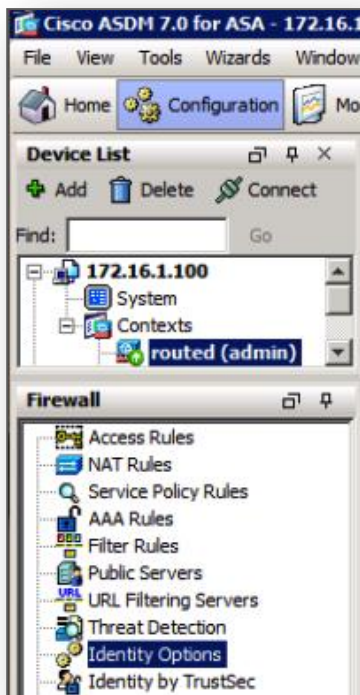 Cisco ASDM 7.0 for ASA - 172.16.1
File View Tools Wizards Window
Home Configuration Mo
Device List
Add Delete Connect
Find: Go
172.16.1.100
System
Contexts
routed (admin)
Firewall
Access Rules
NAT Rules
Service Policy Rules
AAA Rules
Filter Rules
Public Servers
URL URL Filtering Servers
Threat Detection
Identity Options
Identity by TrustSec